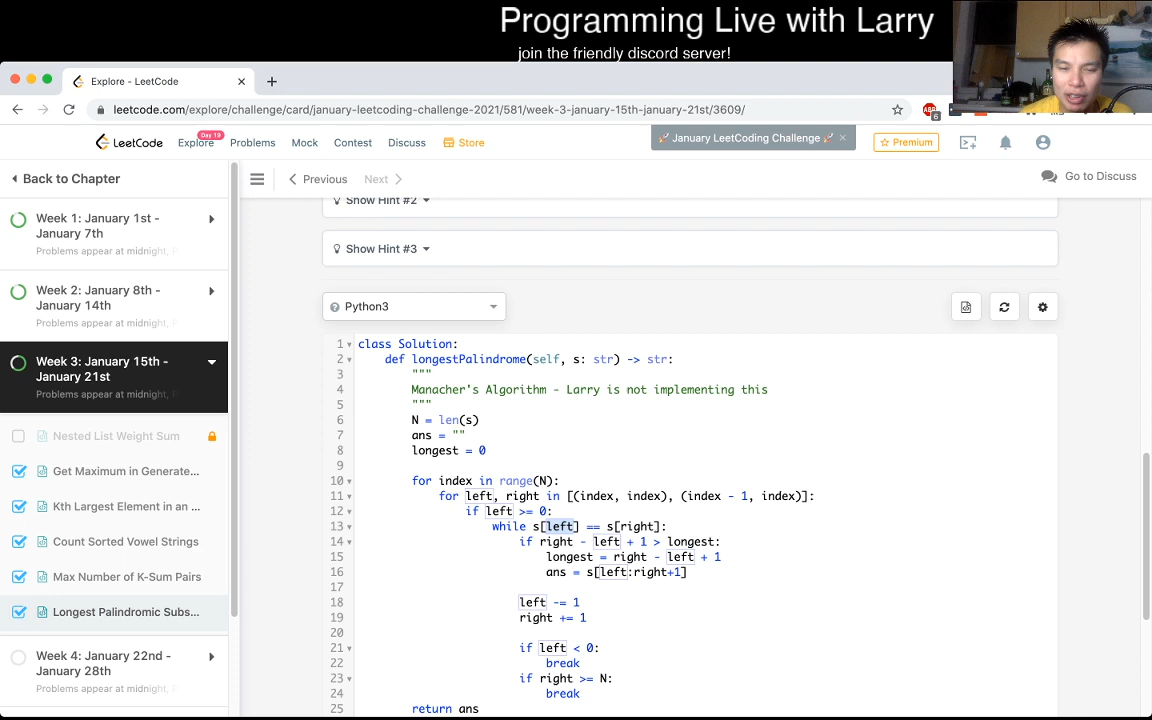 Programming Live with Larry
join the friendly discord server!
Explore - LeetCode
leetcode.com/explore/challenge/card/january-leetcoding-challenge-2021/581/week-3-january-15th-january-21st/3609/
ABP
6
LeetCode
Explore
Day 19
Problems
Mock
Contest
Discuss
Store
January LeetCoding Challenge
Premium
Back to Chapter
Previous
Next
Go to Discuss
Week 1: January 1st -
January 7th
Problems appear at midnight, P
Week 2: January 8th -
January 14th
Problems appear at midnight, P
Week 3: January 15th -
January 21st
Problems appear at midnight, P
Nested List Weight Sum
Get Maximum in Generate...
Kth Largest Element in an ...
Count Sorted Vowel Strings
Max Number of K-Sum Pairs
Longest Palindromic Subs...
Week 4: January 22nd -
January 28th
Problems appear at midnight, P
Show Hint #2
Show Hint #3
Python3
1 class Solution:
2 def longestPalindrome(self, s: str) -> str:
3 """
4 Manacher's Algorithm - Larry is not implementing this
5 """
6 N = len(s)
7 ans = ""
8 longest = 0
9
10 for index in range(N):
11 for left, right in [(index, index), (index - 1, index)]:
12 if left >= 0:
13 while s[left] == s[right]:
14 if right - left + 1 > longest:
15 longest = right - left + 1
16 ans = s[left:right+1]
17
18 left -= 1
19 right += 1
20
21 if left < 0:
22 break
23 if right >= N:
24 break
25 return ans